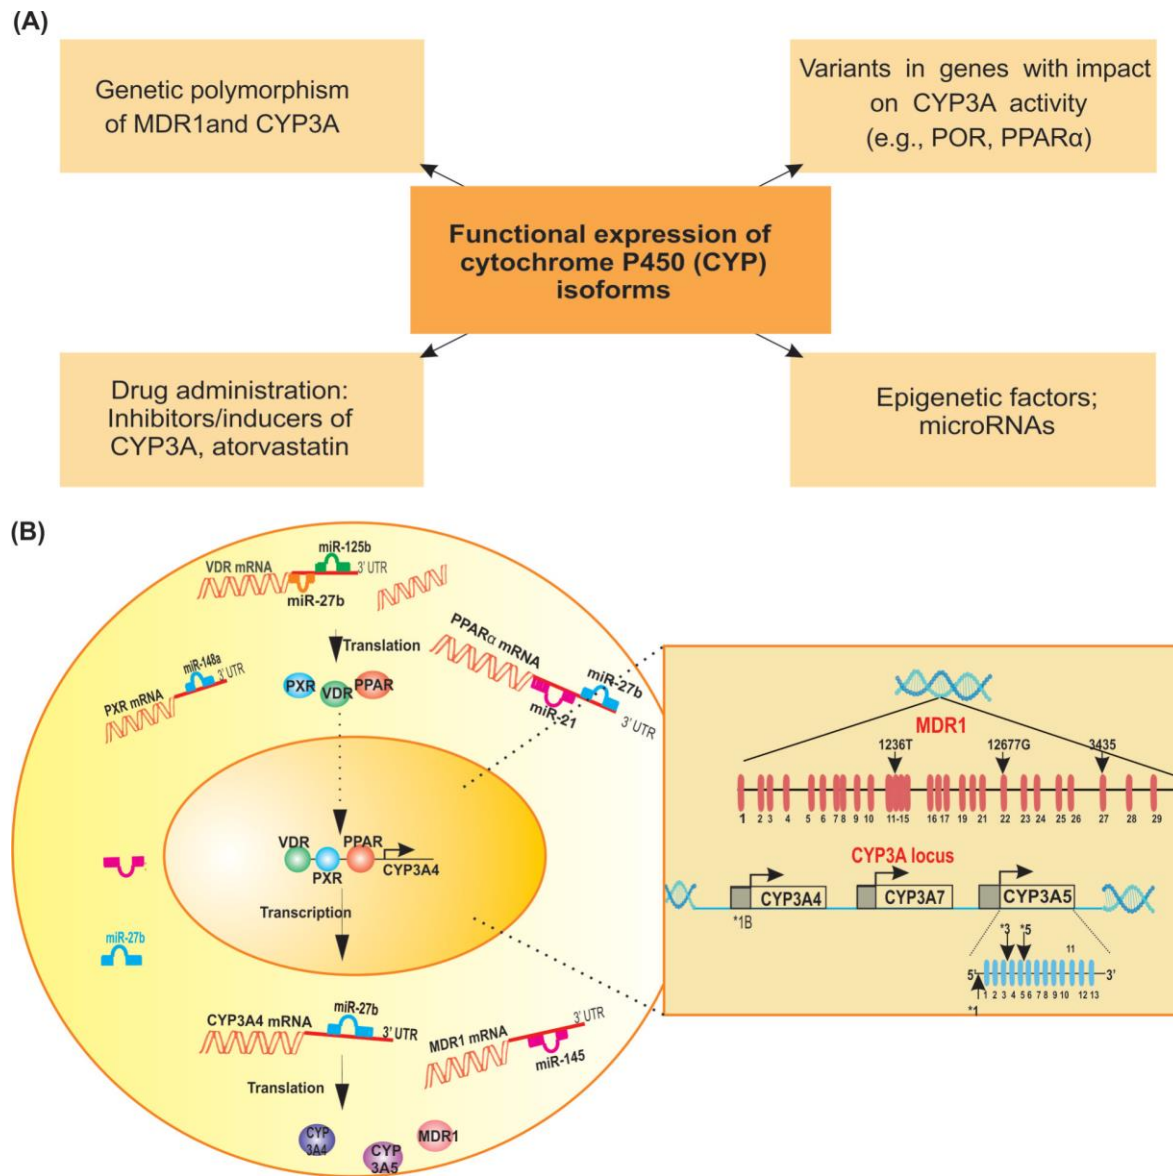 (A)
Genetic polymorphism
of MDR1and CYP3A
Variants in genes with impact
on CYP3A activity
(e.g., POR, PPARα)
Functional expression of
cytochrome P450 (CYP)
isoforms
Drug administration:
Inhibitors/inducers of
CYP3A, atorvastatin
Epigenetic factors;
microRNAs
(B)
miR-125b
VDR mRNA
3' UTR
miR-27b
Translation
PPARα mRNA
miR-27b
miR-21
3' UTR
miR-148a
3' UTR
PXR mRNA
PXR
VDR
PPAR
VDR
PPAR
PXR
CYP3A4
Transcription
miR-27b
miR-27b
CYP3A4 mRNA
3' UTR
MDR1 mRNA
3' UTR
miR-145
Translation
CYP
3A4
CYP
3A5
MDR1
MDR1
1236T
12677G
3435
1 2 3 4 5 6 7 8 9 10 11-15 16 17 19 21 22 23 24 25 26 27 28 29
CYP3A locus
CYP3A4
CYP3A7
CYP3A5
*1B
*3
*5
11
5'
3'
1 2 3 4 5 6 7 8 9 10 12 13
*1